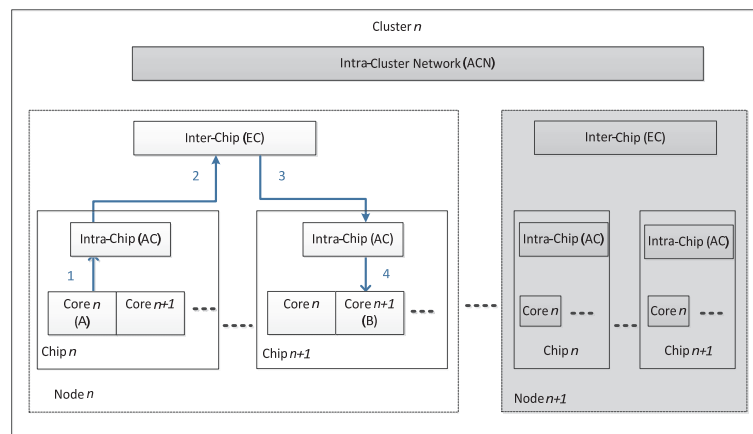 Cluster n
Intra-Cluster Network (ACN)
Inter-Chip (EC)
2
3
Intra-Chip (AC)
1
Core n
(A)
Core n+1
Chip n
Intra-Chip (AC)
4
Core n
Core n+1
(B)
Chip n+1
Node n
Inter-Chip (EC)
Intra-Chip (AC)
Core n
Chip n
Intra-Chip (AC)
Core n
Chip n+1
Node n+1